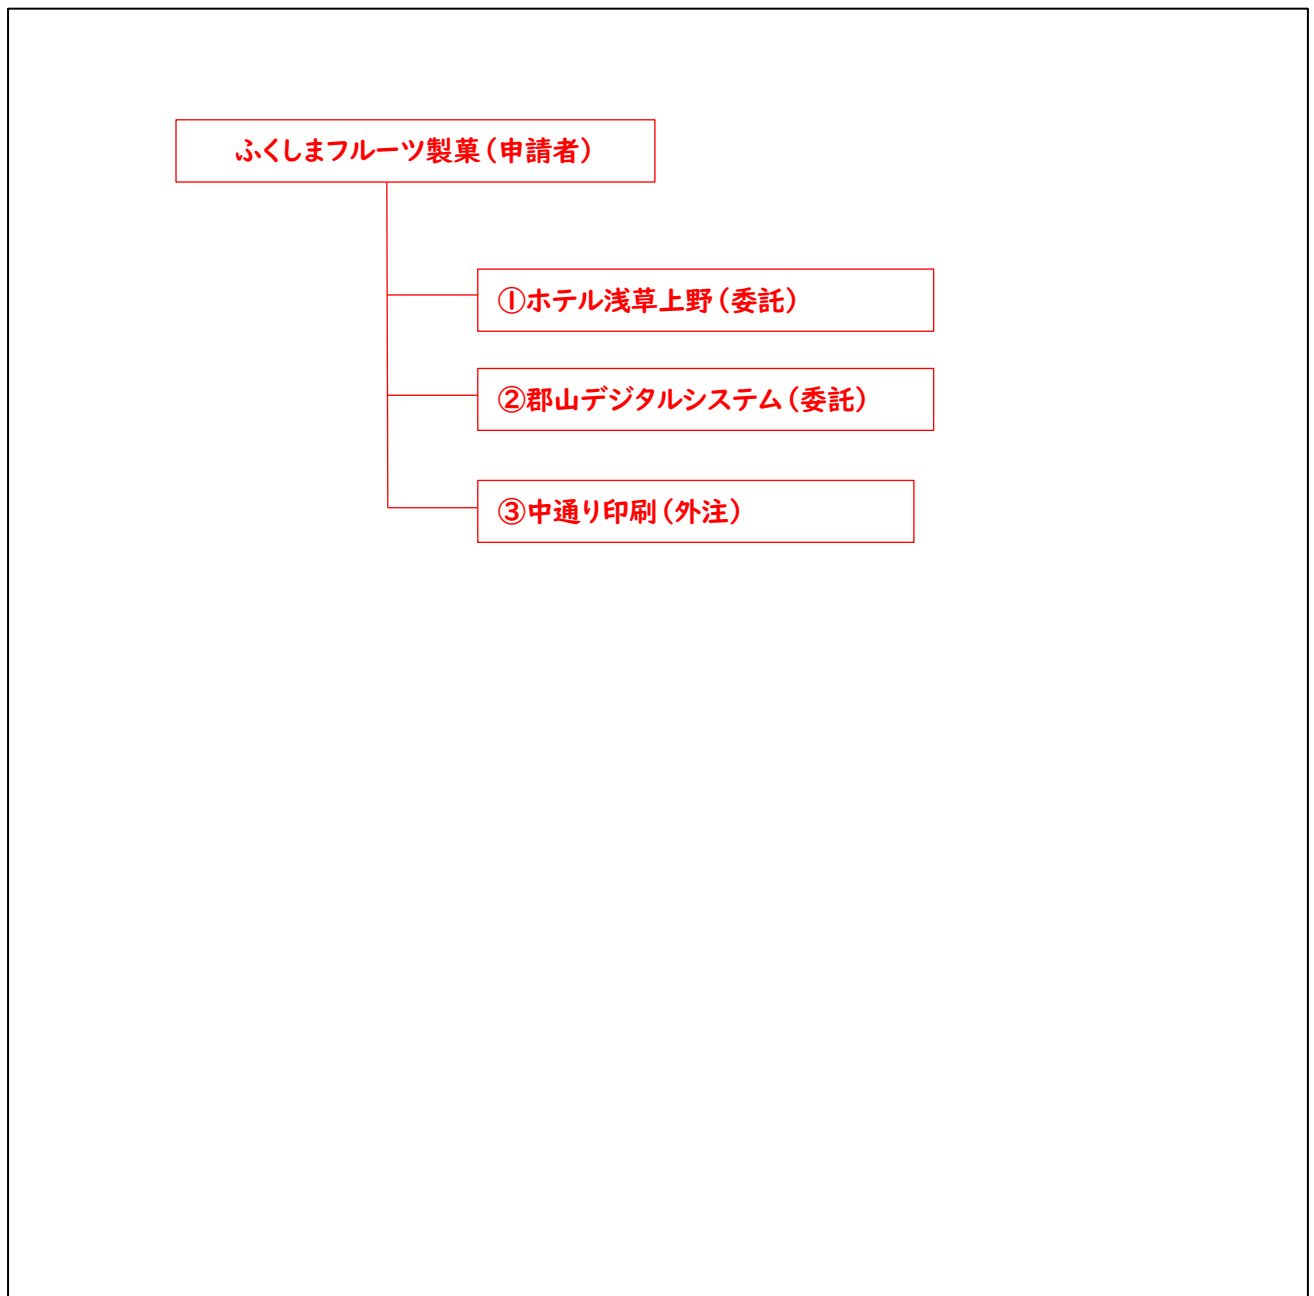 ふくしまフルーツ製菓（申請者）
①ホテル浅草上野（委託）
②郡山デジタルシステム（委託）
③中通り印刷（外注）